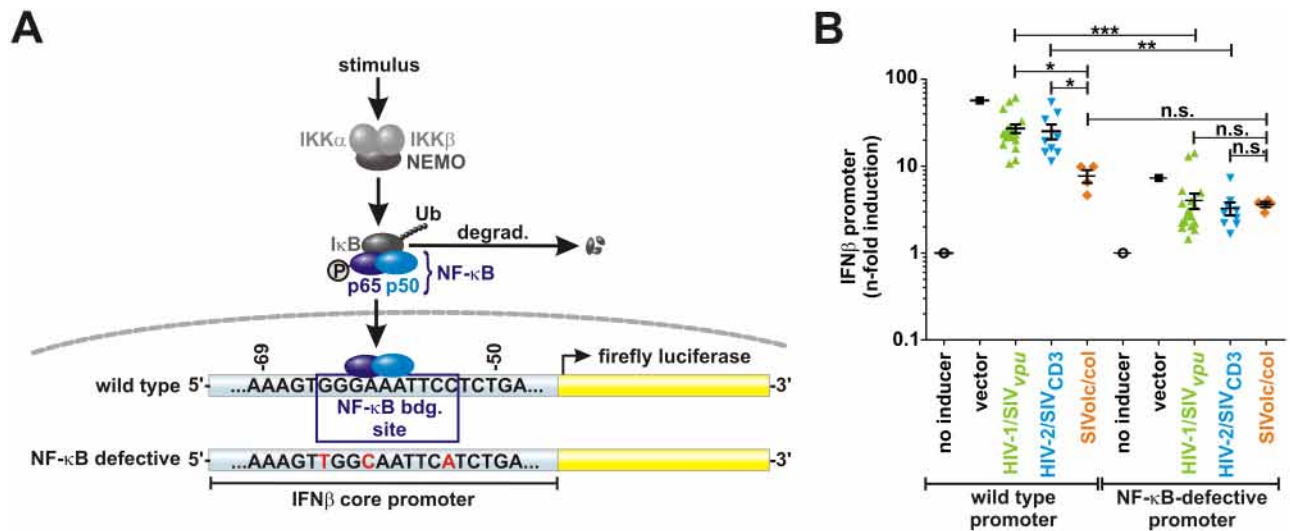 A
stimulus
IKKα IKKβ
NEMO
Ub
IκB degrad.
P NF-κB
p65 p50
-69 -50
firefly luciferase
wild type 5'- ...AAAGTGGGAAATTCCTCTGA... -3'
NF-κB bdg.
site
NF-κB defective 5'- ...AAAGTTGGCAATTCATCTGA... -3'
IFNβ core promoter
B
***
**
*
*
n.s.
n.s.
n.s.
IFNβ promoter
(n-fold induction)
100
10
1
0.1
no inducer
vector
HIV-1/SIVvpu
HIV-2/SIVCD3
SIVolc/col
no inducer
vector
HIV-1/SIVvpu
HIV-2/SIVCD3
SIVolc/col
wild type
promoter
NF-κB-defective
promoter